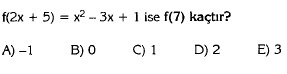 f(2x + 5) = x² – 3x + 1 ise f(7) kaçtır?
A) –1 B) 0 C) 1 D) 2 E) 3